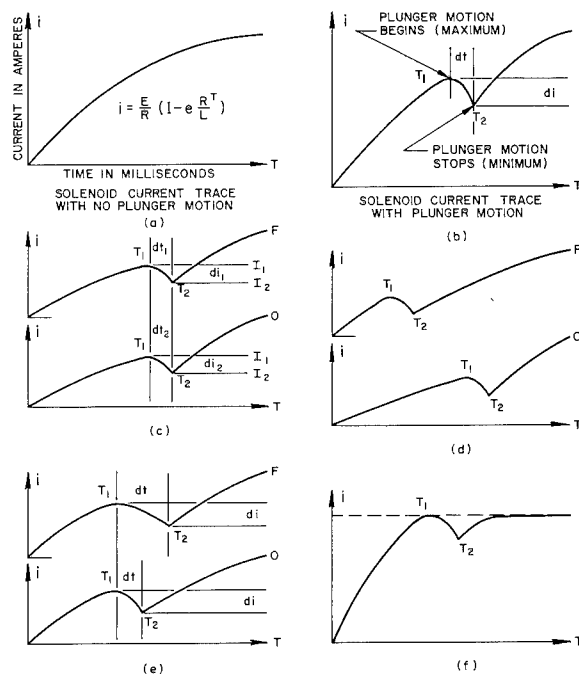 i
CURRENT IN AMPERES
i = E/R (1-e R/L T)
T
TIME IN MILLISECONDS
SOLENOID CURRENT TRACE
WITH NO PLUNGER MOTION
(a)
i
PLUNGER MOTION
BEGINS (MAXIMUM)
dt
T1
di
T2
PLUNGER MOTION
STOPS (MINIMUM)
T
SOLENOID CURRENT TRACE
WITH PLUNGER MOTION
(b)
i
F
T1
dt1
di1
I1
I2
T2
i
O
T1
dt2
di2
I1
I2
T2
T
(c)
i
F
T1
T2
i
O
T1
T2
T
(d)
i
F
T1
dt
di
T2
i
O
T1
dt
di
T2
T
(e)
i
T1
T2
T
(f)